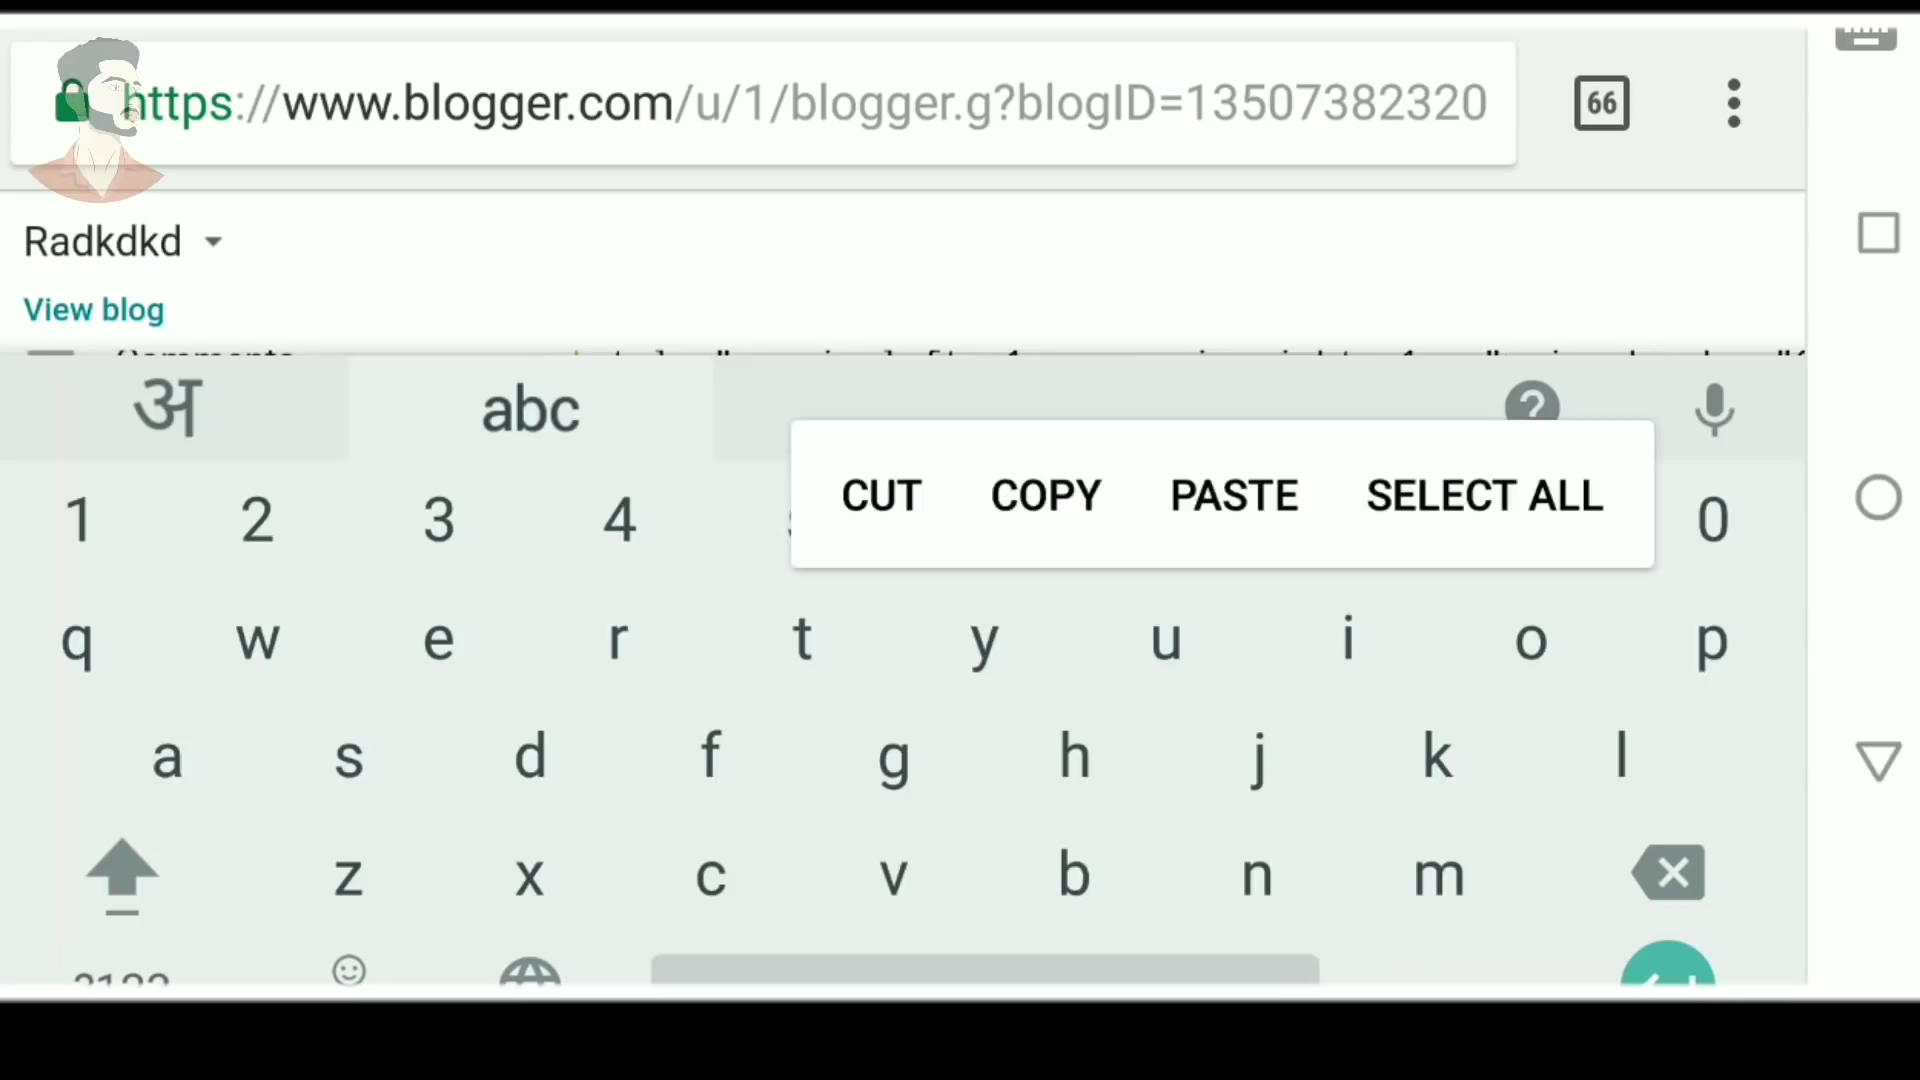 https://www.blogger.com/u/1/blogger.g?blogID=13507382320
66
Radkdkd
View blog
अ abc
CUT COPY PASTE SELECT ALL
1 2 3 4 0
q w e r t y u i o p
a s d f g h j k l
z x c v b n m